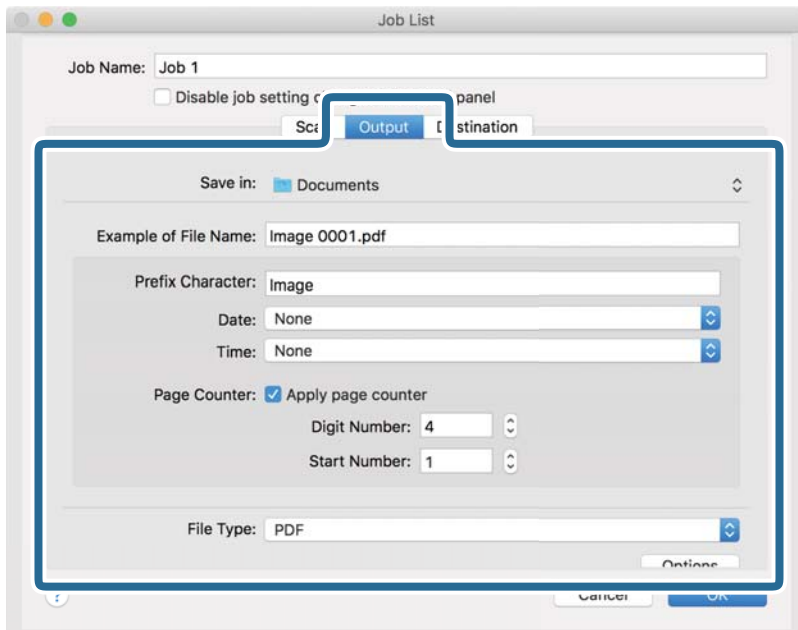 Job List
Job Name: Job 1
Disable job setting panel
Output
Save in: Documents
Example of File Name: Image 0001.pdf
Prefix Character: Image
Date: None
Time: None
Page Counter: Apply page counter
Digit Number: 4
Start Number: 1
File Type: PDF
Options
? Cancel OK